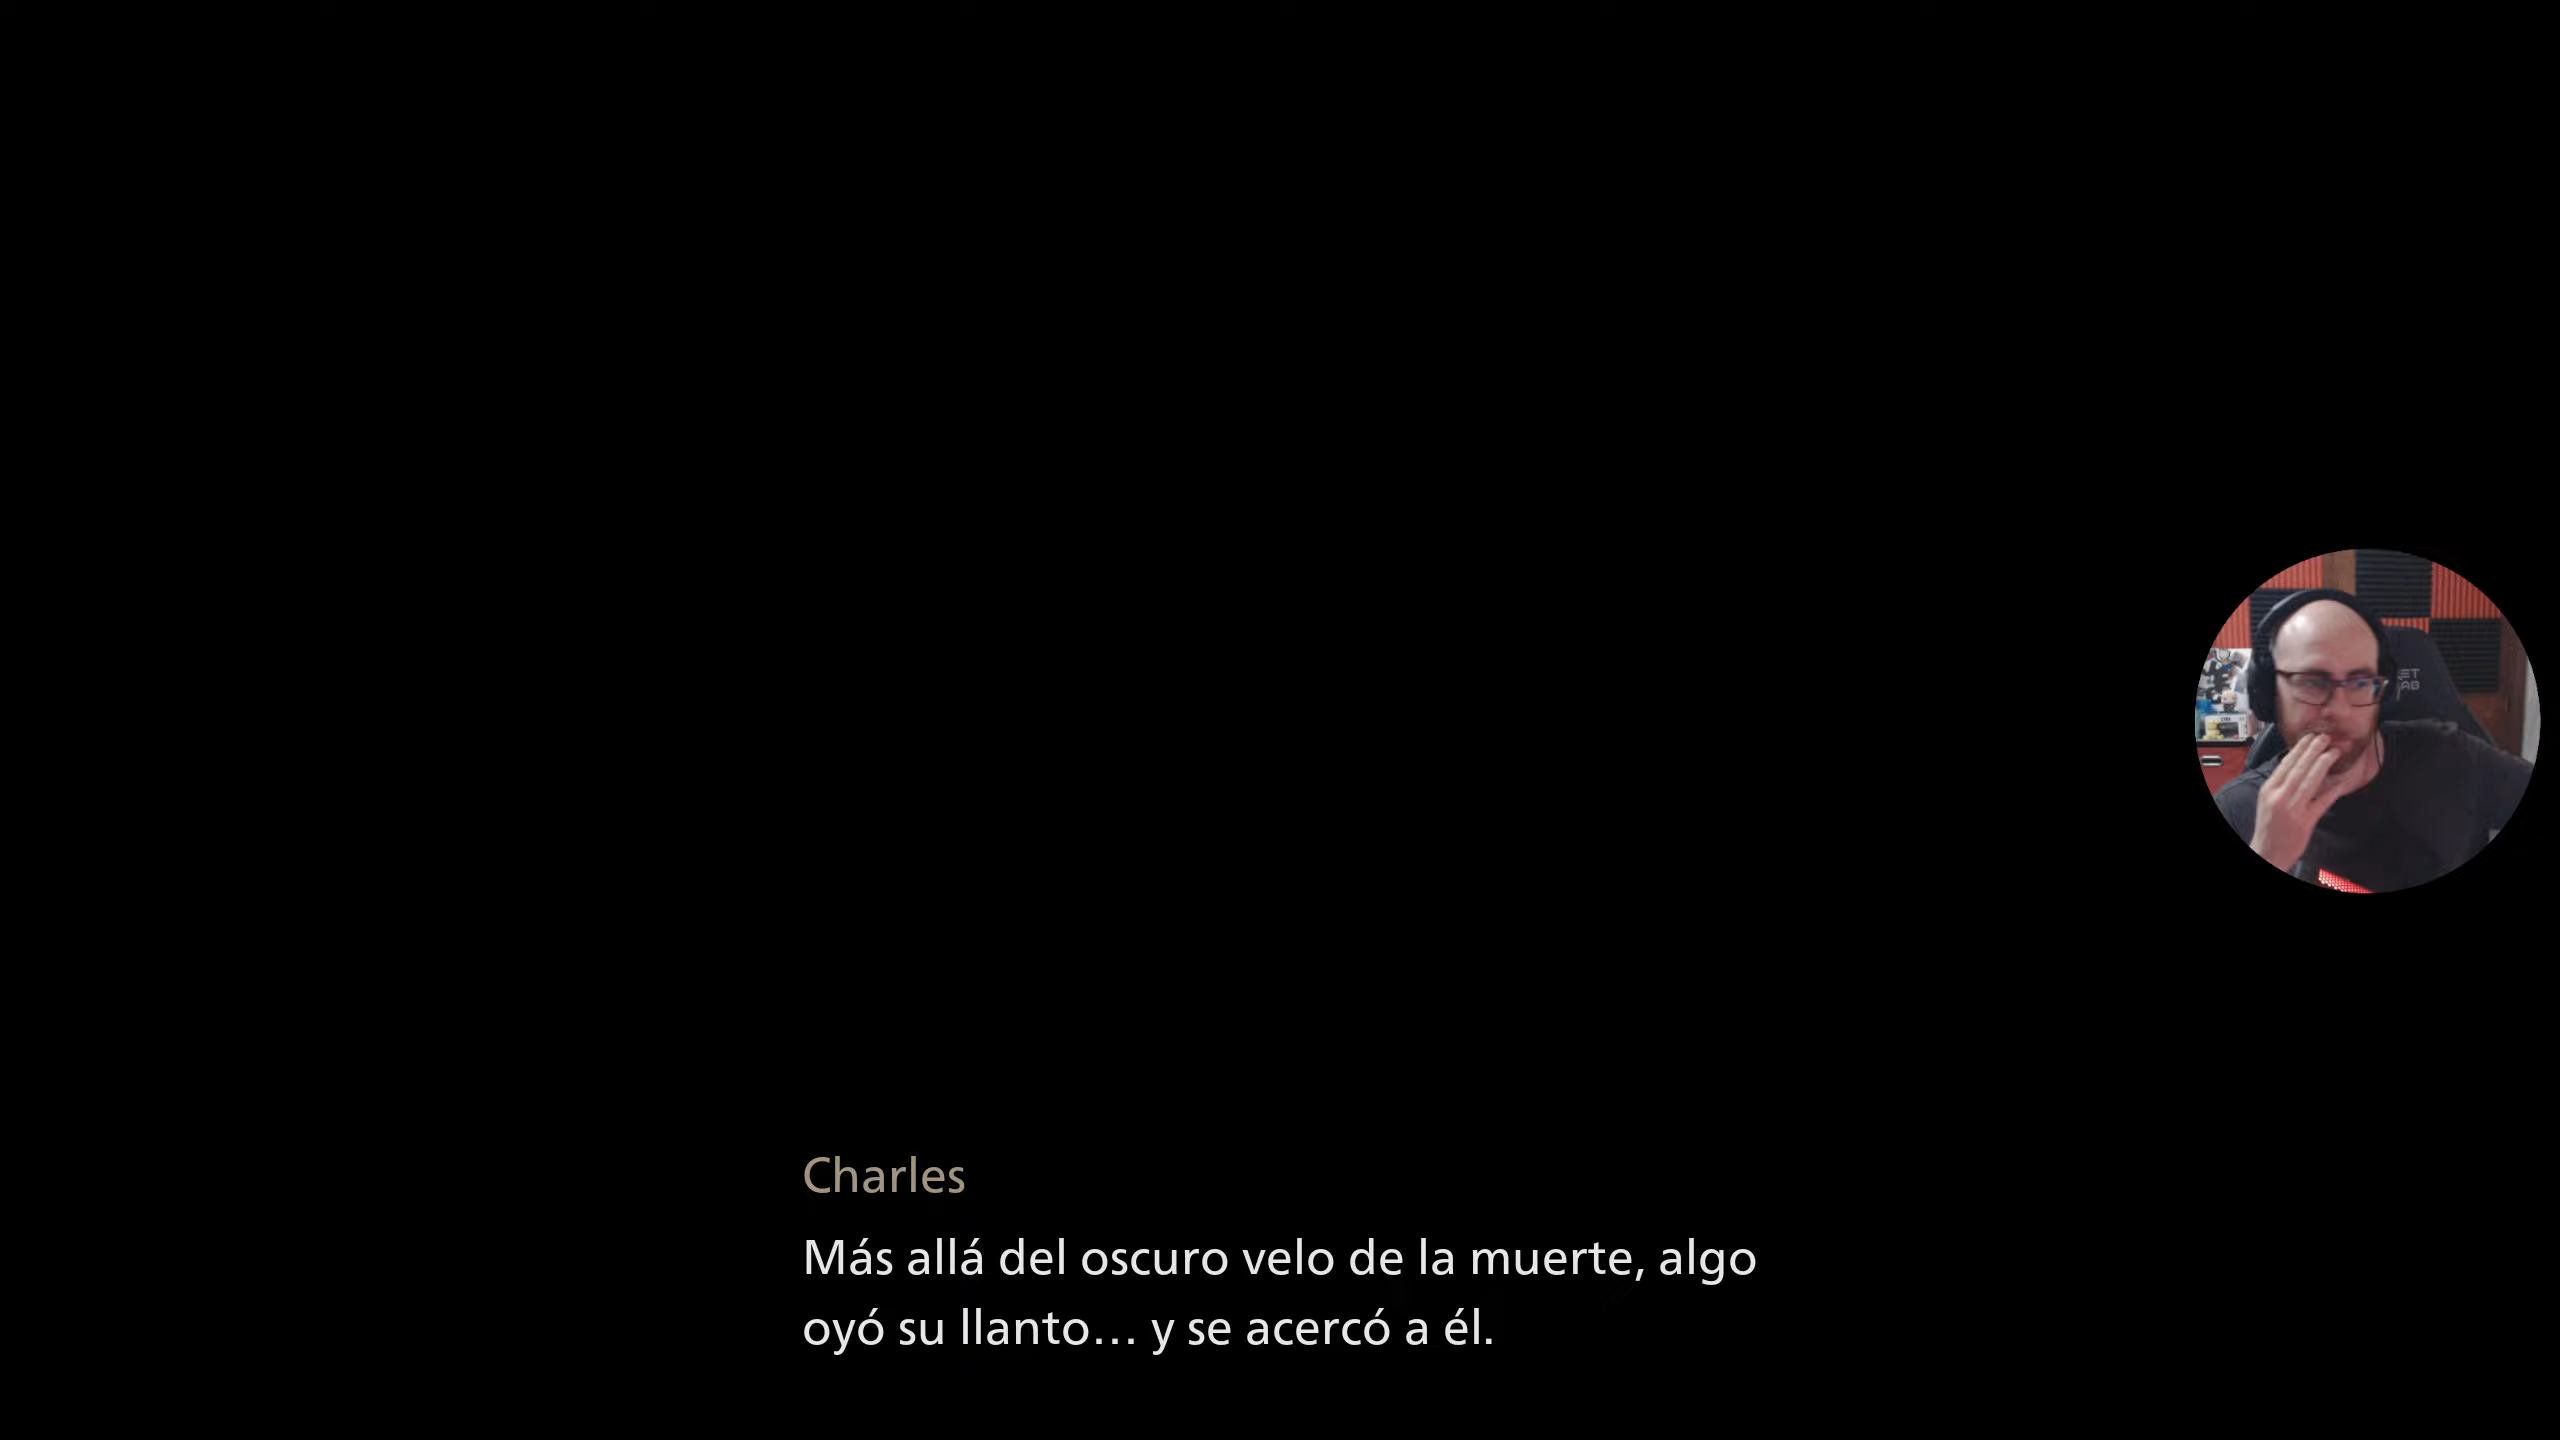 Charles
Más allá del oscuro velo de la muerte, algo
oyó su llanto... y se acercó a él.